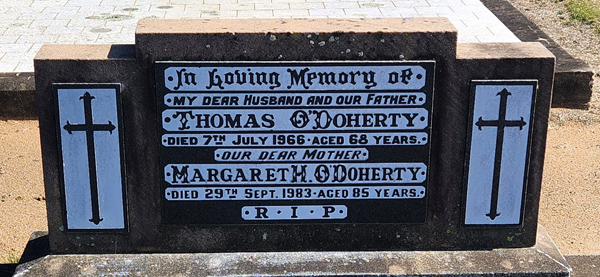 In Loving Memory of
MY DEAR HUSBAND AND OUR FATHER
THOMAS O'DOHERTY
DIED 7TH JULY 1966 · AGED 68 YEARS.
OUR DEAR MOTHER
MARGARET H. O'DOHERTY
DIED 29TH SEPT. 1983 · AGED 85 YEARS.
R · I · P